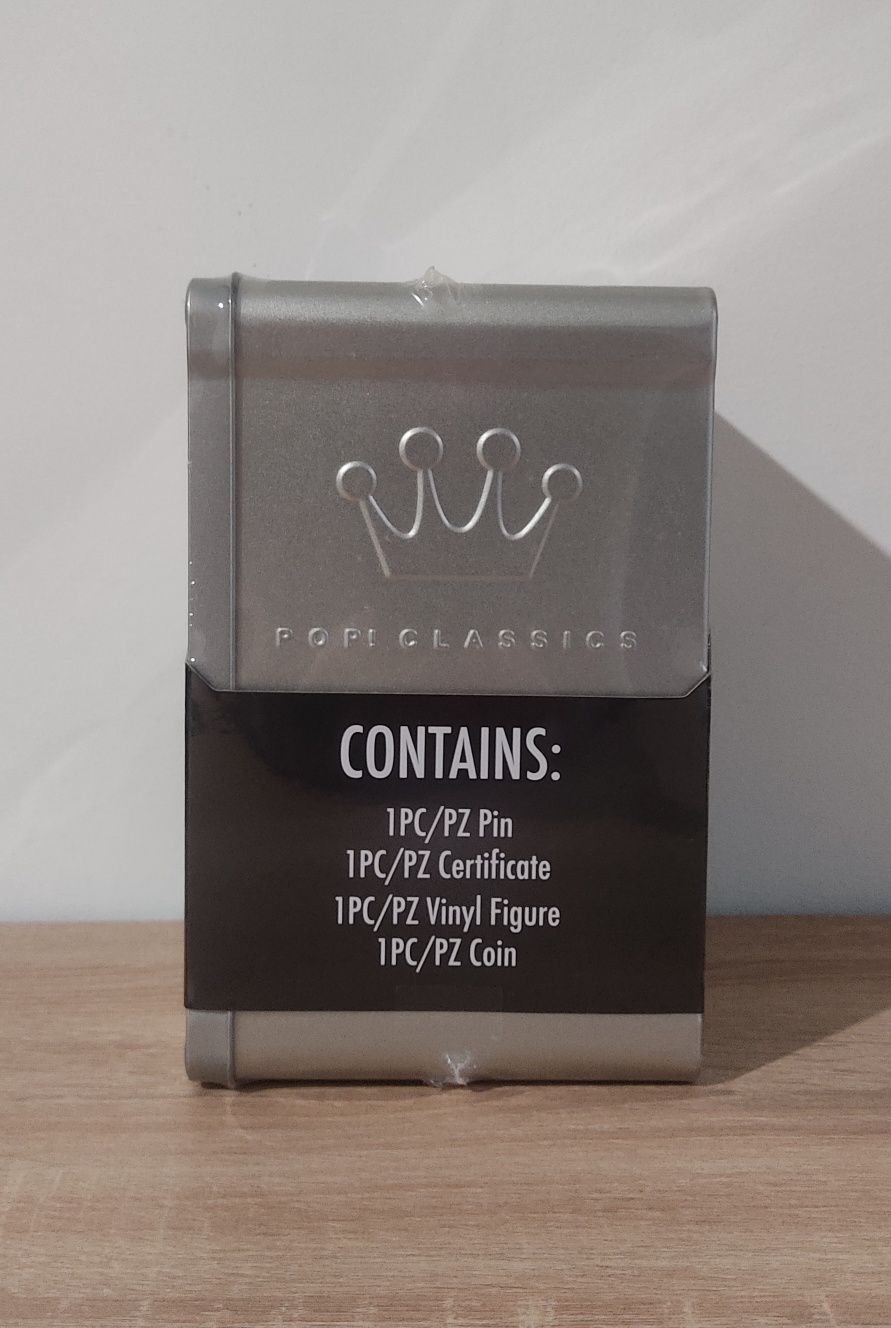 POP! CLASSICS
CONTAINS:
1PC/PZ Pin
1PC/PZ Certificate
1PC/PZ Vinyl Figure
1PC/PZ Coin